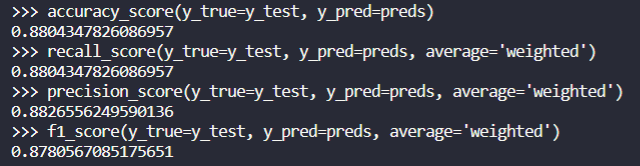 >>> accuracy_score(y_true=y_test, y_pred=preds)
0.8804347826086957
>>> recall_score(y_true=y_test, y_pred=preds, average='weighted')
0.8804347826086957
>>> precision_score(y_true=y_test, y_pred=preds, average='weighted')
0.8826556249590136
>>> f1_score(y_true=y_test, y_pred=preds, average='weighted')
0.8780567085175651